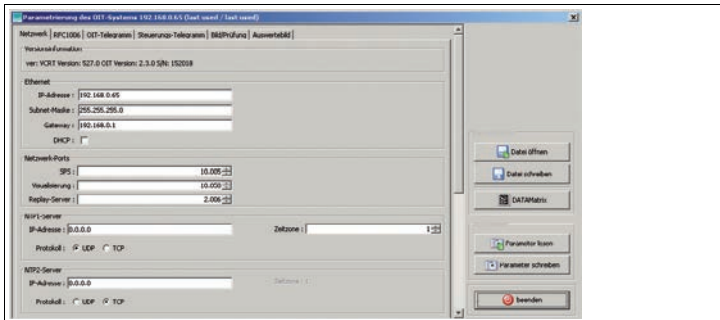 Parametrierung des OIT-Systems 192.168.0.65 (last used / last used)
Netzwerk RFC1006 OIT-Telegramm Steuerungs-Telegramm Bild/Prüfung Auswertebild
Versionsinformation
ver: VCRT Version: 527.0 OIT Version: 2.3.0 S/N: 152018
Ethernet
IP-Adresse : 192.168.0.65
Subnet-Maske : 255.255.255.0
Gateway : 192.168.0.1
DHCP :
Netzwerk-Ports
SPS : 10.005
Visualisierung : 10.000
Replay-Server : 2.006
NTP1-Server
IP-Adresse : 0.0.0.0 Zeitzone : 1
Protokoll : UDP TCP
NTP2-Server
IP-Adresse : 0.0.0.0 Zeitzone :
Protokoll : UDP TCP
Datei öffnen
Datei schreiben
DATAMatrix
Parameter lesen
Parameter schreiben
beenden